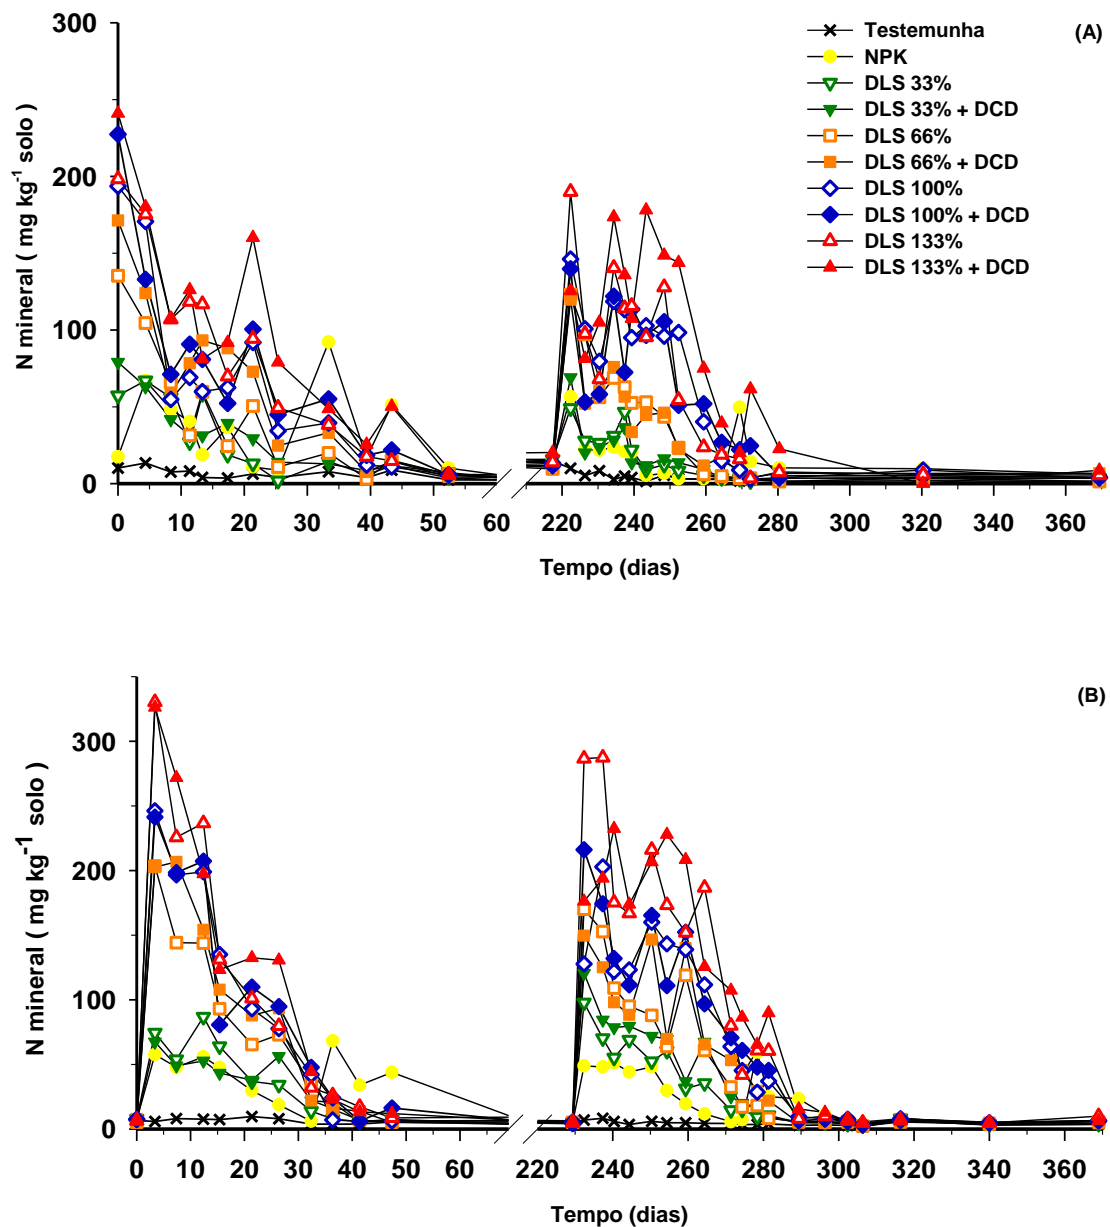 300
200
100
0
N mineral ( mg kg⁻¹ solo )
(A)
Testemunha
NPK
DLS 33%
DLS 33% + DCD
DLS 66%
DLS 66% + DCD
DLS 100%
DLS 100% + DCD
DLS 133%
DLS 133% + DCD
0 10 20 30 40 50 60 220 240 260 280 300 320 340 360
Tempo (dias)
(B)
300
200
100
0
N mineral ( mg kg⁻¹ solo )
0 10 20 30 40 50 60 220 240 260 280 300 320 340 360
Tempo (dias)